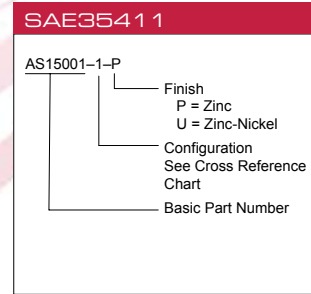 SAE35411
AS15001–1–P
Finish
P = Zinc
U = Zinc-Nickel
Configuration
See Cross Reference
Chart
Basic Part Number